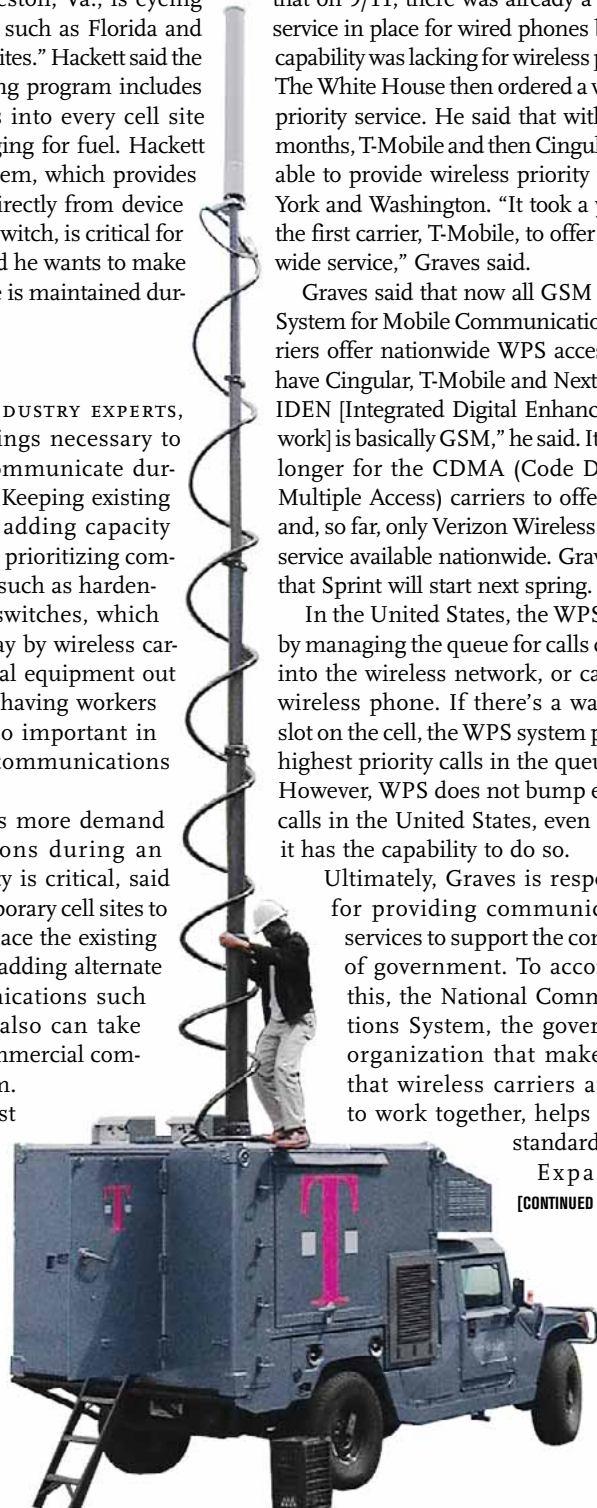 eston, Va., is eyeing
such as Florida and
ites.” Hackett said the
ng program includes
s into every cell site
ging for fuel. Hackett
em, which provides
irectly from device
witch, is critical for
d he wants to make
e is maintained dur-
DUSTRY EXPERTS,
ings necessary to
ommunicate dur-
Keeping existing
adding capacity
prioritizing com-
such as harden-
switches, which
ay by wireless car-
al equipment out
having workers
o important in
communications
s more demand
ons during an
y is critical, said
porary cell sites to
ace the existing
adding alternate
nications such
also can take
mmercial com-
m.
st
that on 9/11, there was already a
service in place for wired phones b
capability was lacking for wireless p
The White House then ordered a w
priority service. He said that with
months, T-Mobile and then Cingul
able to provide wireless priority
York and Washington. “It took a y
the first carrier, T-Mobile, to offer
wide service,” Graves said.
Graves said that now all GSM
System for Mobile Communicatio
riers offer nationwide WPS acces
have Cingular, T-Mobile and Next
IDEN [Integrated Digital Enhanc
work] is basically GSM,” he said. It
longer for the CDMA (Code D
Multiple Access) carriers to offe
and, so far, only Verizon Wireless
service available nationwide. Grav
that Sprint will start next spring.
In the United States, the WPS
by managing the queue for calls o
into the wireless network, or ca
wireless phone. If there’s a wa
slot on the cell, the WPS system p
highest priority calls in the queu
However, WPS does not bump e
calls in the United States, even
it has the capability to do so.
Ultimately, Graves is resp
for providing communic
services to support the con
of government. To accor
this, the National Comm
tions System, the gover
organization that make
that wireless carriers a
to work together, helps
standard
Expa
[CONTINUED
T
T